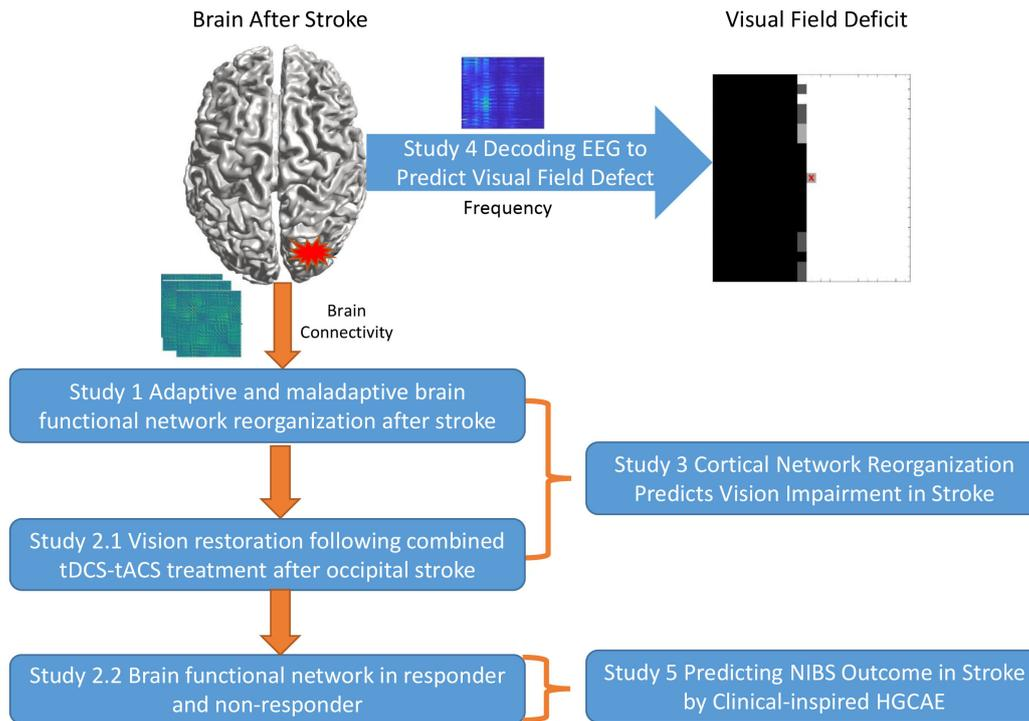 Brain After Stroke
Visual Field Deficit
Study 4 Decoding EEG to
Predict Visual Field Defect
Frequency
x
Brain
Connectivity
Study 1 Adaptive and maladaptive brain
functional network reorganization after stroke
Study 3 Cortical Network Reorganization
Predicts Vision Impairment in Stroke
Study 2.1 Vision restoration following combined
tDCS-tACS treatment after occipital stroke
Study 2.2 Brain functional network in responder
and non-responder
Study 5 Predicting NIBS Outcome in Stroke
by Clinical-inspired HGCAE